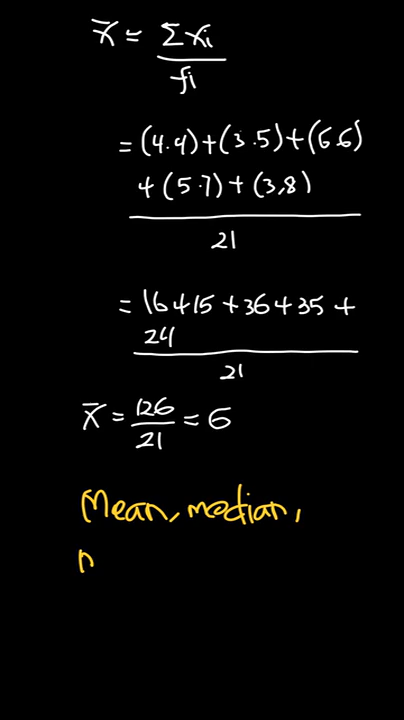 x̄ = Σxi
fi
= (4.4)+(3.5)+(6.6)
+(5.7)+(3,8)
21
= 16+15+36+35+
24
21
x̄ = 126/21 = 6
Mean, median,
n